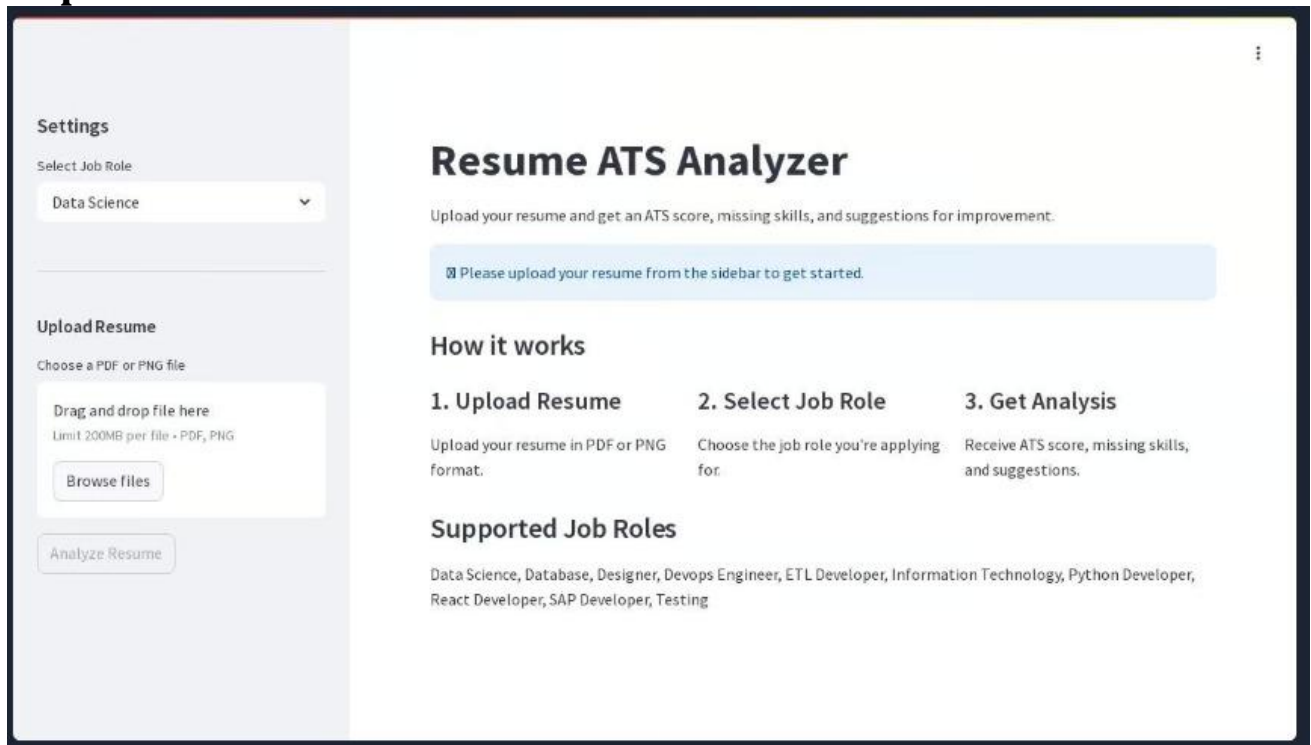 Settings
Select Job Role
Data Science
Upload Resume
Choose a PDF or PNG file
Drag and drop file here
Limit 200MB per file • PDF, PNG
Browse files
Analyze Resume
Resume ATS Analyzer
Upload your resume and get an ATS score, missing skills, and suggestions for improvement.
Please upload your resume from the sidebar to get started.
How it works
1. Upload Resume
Upload your resume in PDF or PNG
format.
2. Select Job Role
Choose the job role you're applying
for.
3. Get Analysis
Receive ATS score, missing skills,
and suggestions.
Supported Job Roles
Data Science, Database, Designer, Devops Engineer, ETL Developer, Information Technology, Python Developer,
React Developer, SAP Developer, Testing